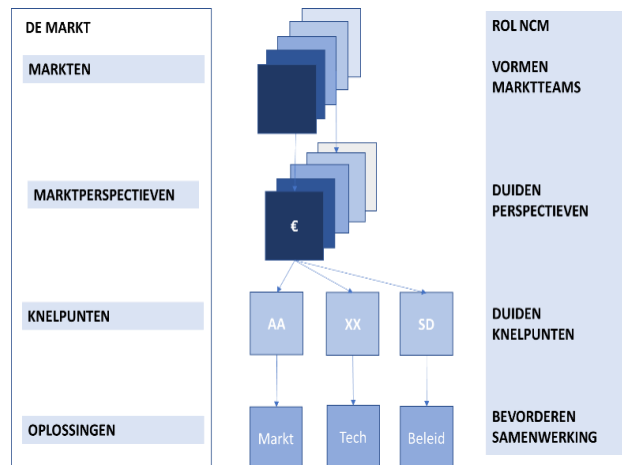 DE MARKT
MARKTEN
MARKTPERSPECTIEVEN
KNELPUNTEN
OPLOSSINGEN
€
AA
XX
SD
Markt
Tech
Beleid
ROL NCM
VORMEN
MARKTTEAMS
DUIDEN
PERSPECTIEVEN
DUIDEN
KNELPUNTEN
BEVORDEREN
SAMENWERKING